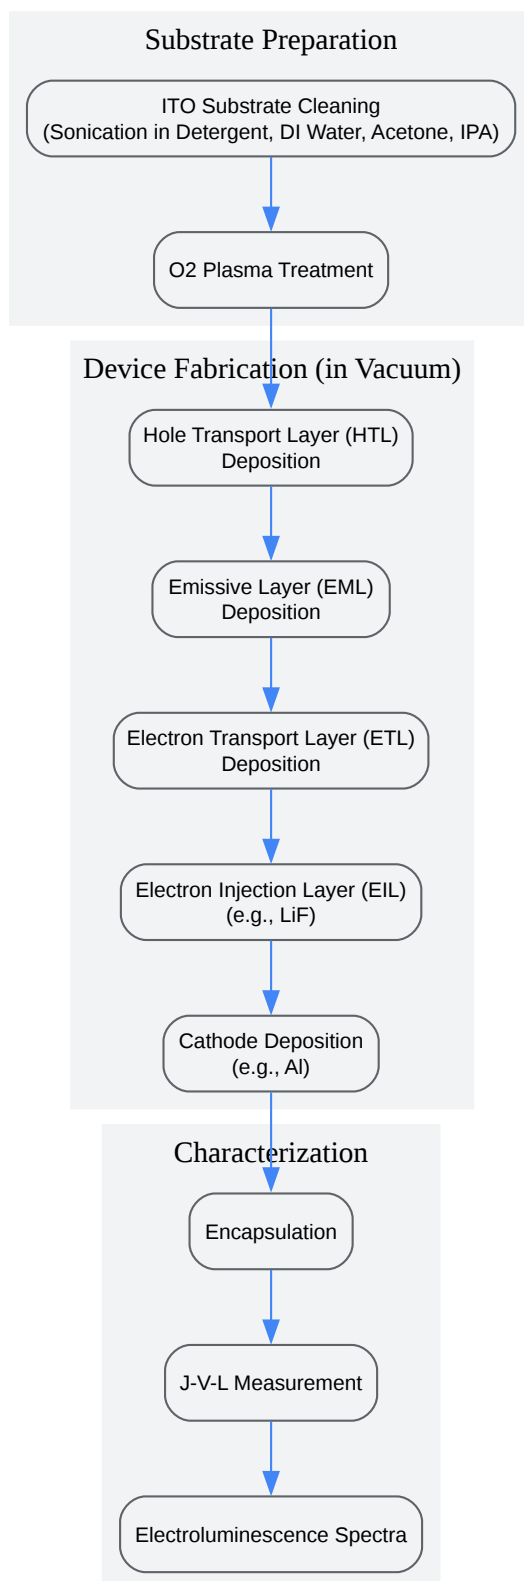 Substrate Preparation
ITO Substrate Cleaning
(Sonication in Detergent, DI Water, Acetone, IPA)
O2 Plasma Treatment
Device Fabrication (in Vacuum)
Hole Transport Layer (HTL)
Deposition
Emissive Layer (EML)
Deposition
Electron Transport Layer (ETL)
Deposition
Electron Injection Layer (EIL)
(e.g., LiF)
Cathode Deposition
(e.g., Al)
Characterization
Encapsulation
J-V-L Measurement
Electroluminescence Spectra